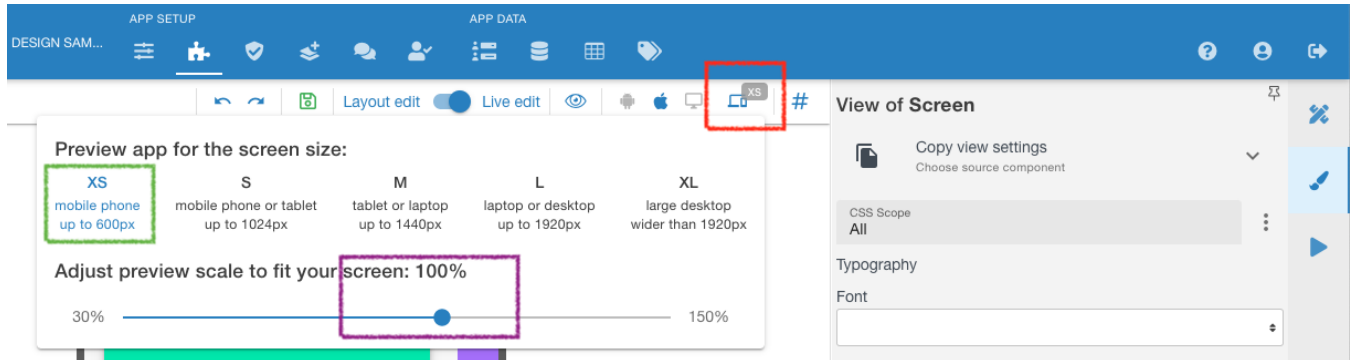 APP SETUP
APP DATA
DESIGN SAM...
Layout edit
Live edit
XS
#
View of Screen
Copy view settings
Choose source component
Preview app for the screen size:
XS
mobile phone
up to 600px
S
mobile phone or tablet
up to 1024px
M
tablet or laptop
up to 1440px
L
laptop or desktop
up to 1920px
XL
large desktop
wider than 1920px
Adjust preview scale to fit your screen: 100%
30%
150%
CSS Scope
All
Typography
Font